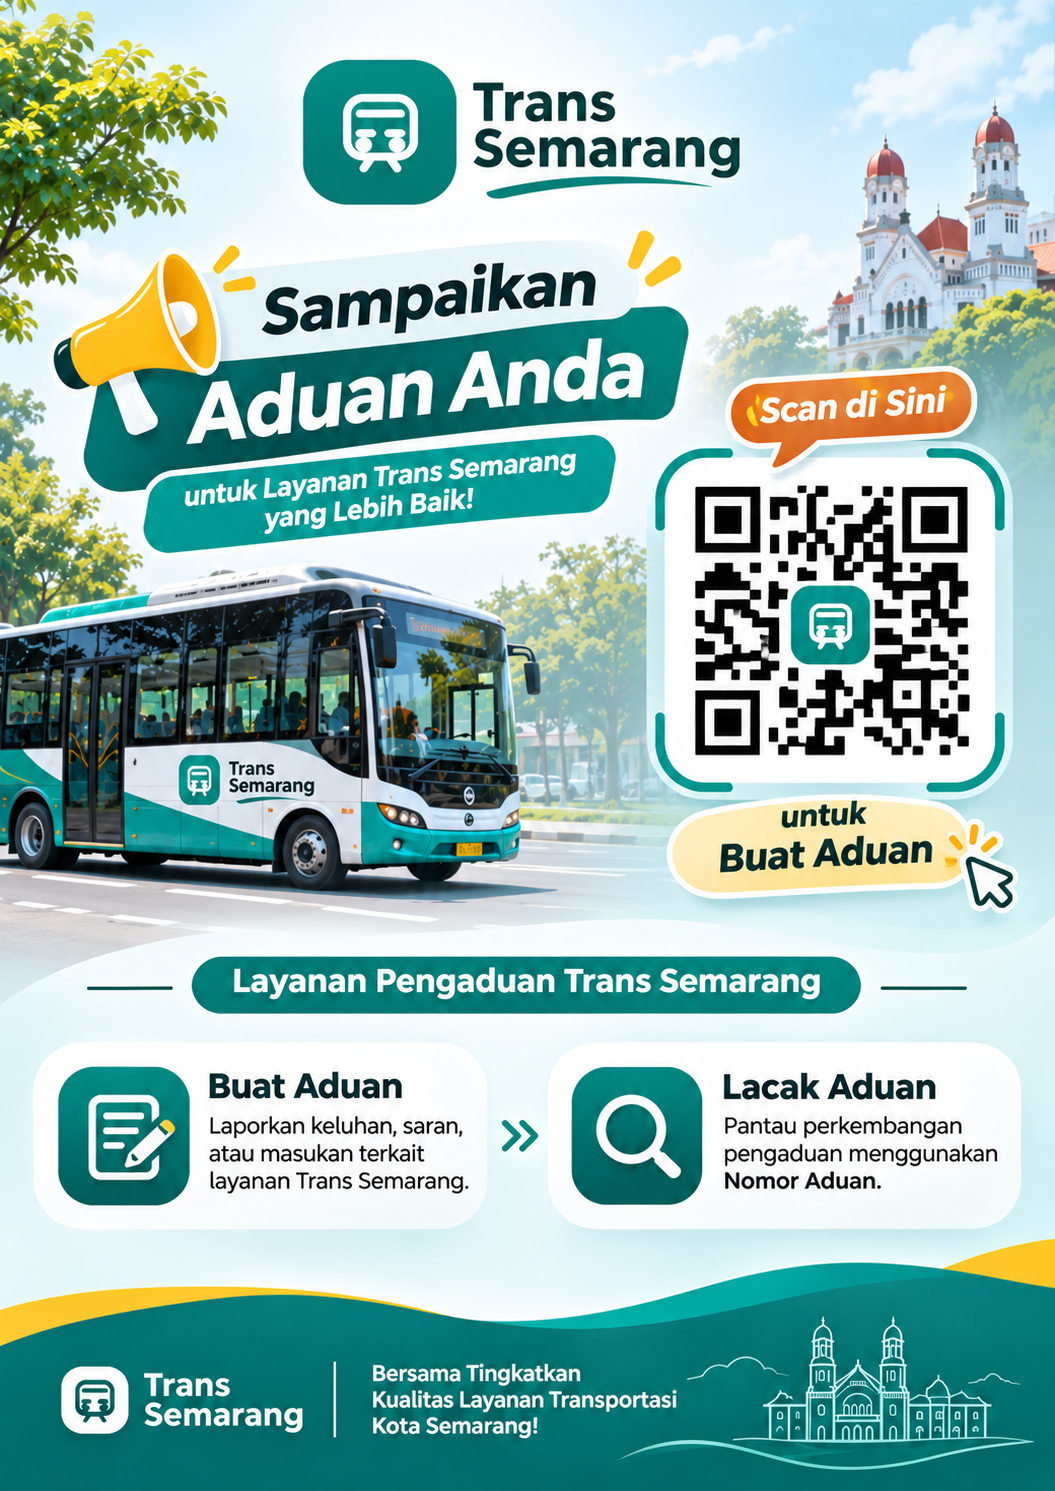 Trans
Semarang
Sampaikan
Aduan Anda
untuk Layanan Trans Semarang
yang Lebih Baik!
Scan di Sini
untuk
Buat Aduan
Trans
Semarang
Layanan Pengaduan Trans Semarang
Buat Aduan
Laporkan keluhan, saran,
atau masukan terkait
layanan Trans Semarang.
Lacak Aduan
Pantau perkembangan
pengaduan menggunakan
Nomor Aduan.
Trans
Semarang
Bersama Tingkatkan
Kualitas Layanan Transportasi
Kota Semarang!